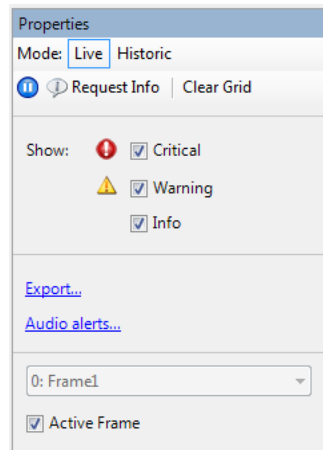 Properties
Mode: Live Historic
Request Info Clear Grid
Show: Critical
Warning
Info
Export...
Audio alerts...
0: Frame1
Active Frame